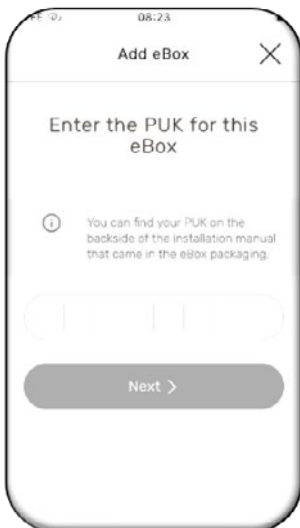 08:23
Add eBox
Enter the PUK for this
eBox
You can find your PUK on the
backside of the installation manual
that came in the eBox packaging.
Next >